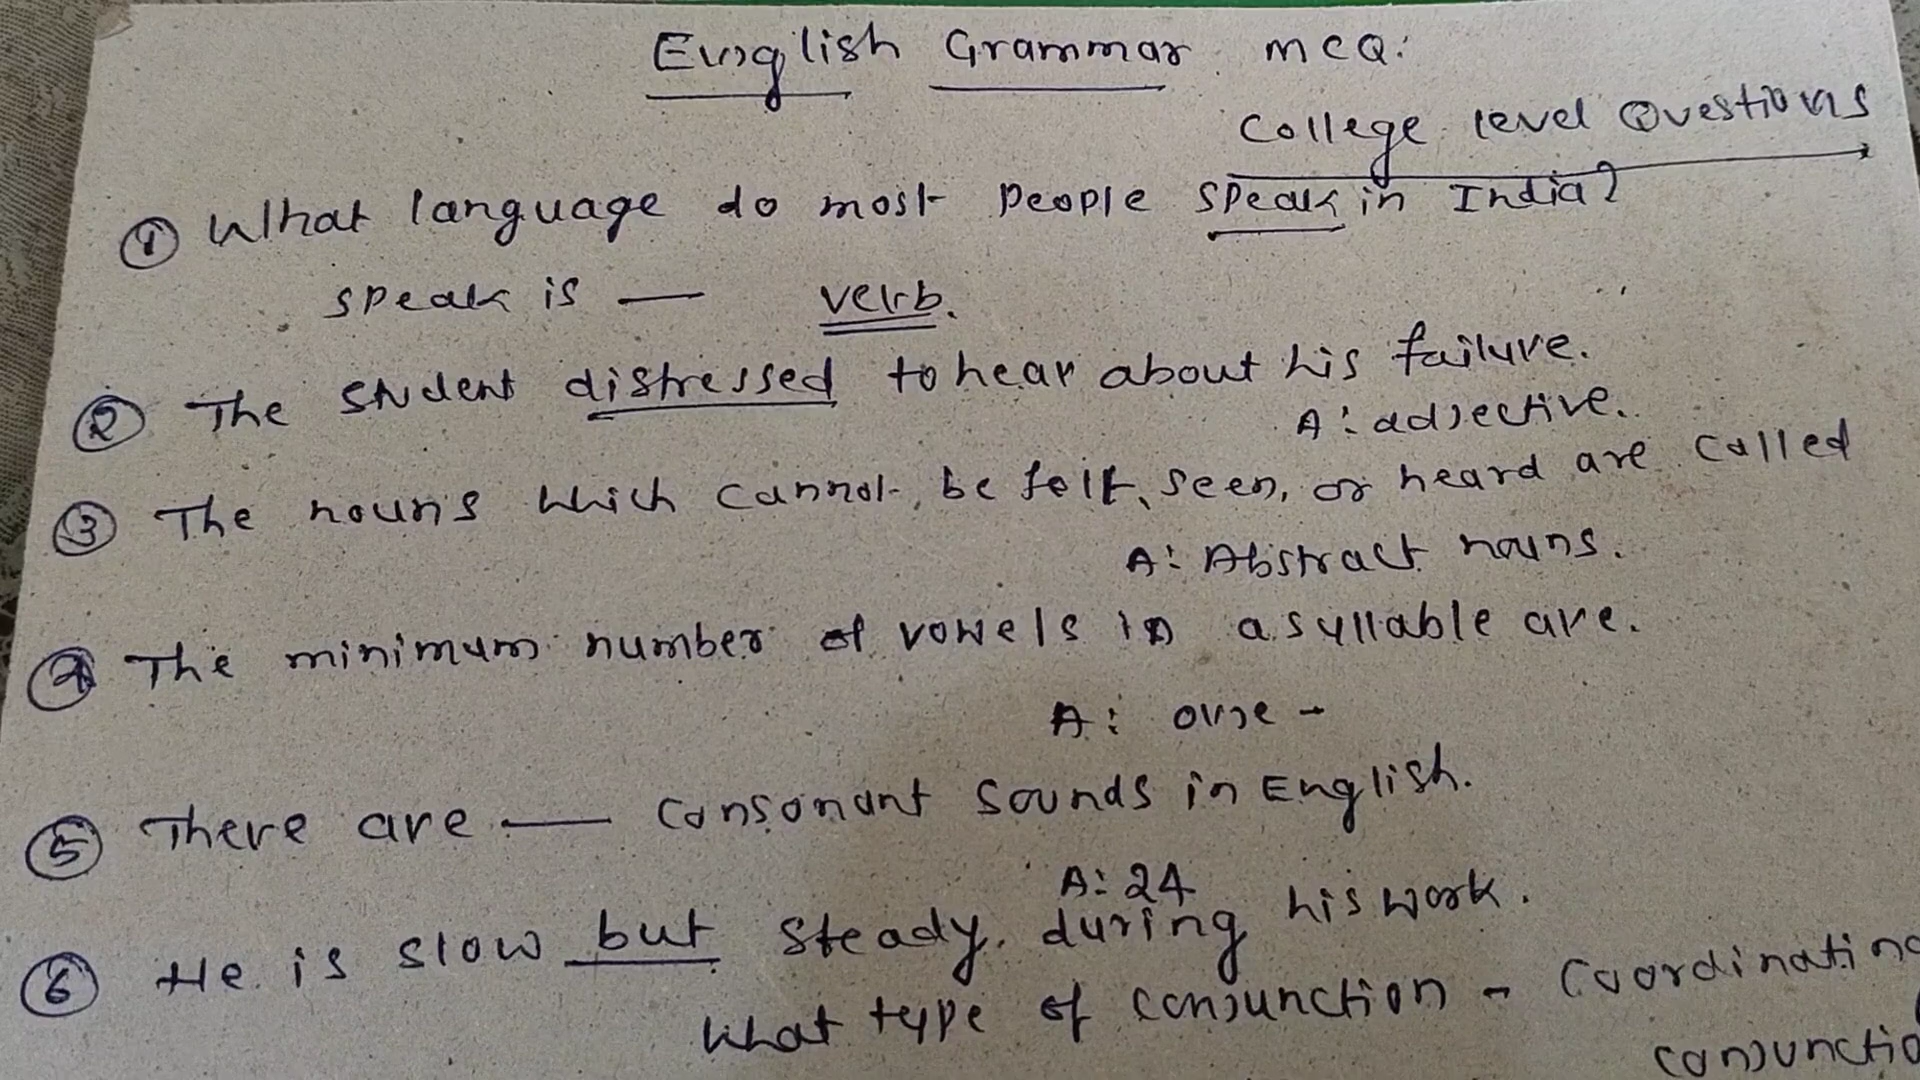 English Grammar MCQ:
College level Questions
① What language do most people speak in India?
speak is — verb.
② The student distressed to hear about his failure.
A: adjective.
③ The nouns which cannot be felt, seen, or heard are called
A: Abstract nouns.
④ The minimum number of vowels in a syllable are.
A: one -
⑤ There are — consonant sounds in English.
A: 24
⑥ He is slow but steady during his work.
What type of conjunction - Coordinating
conjunctio